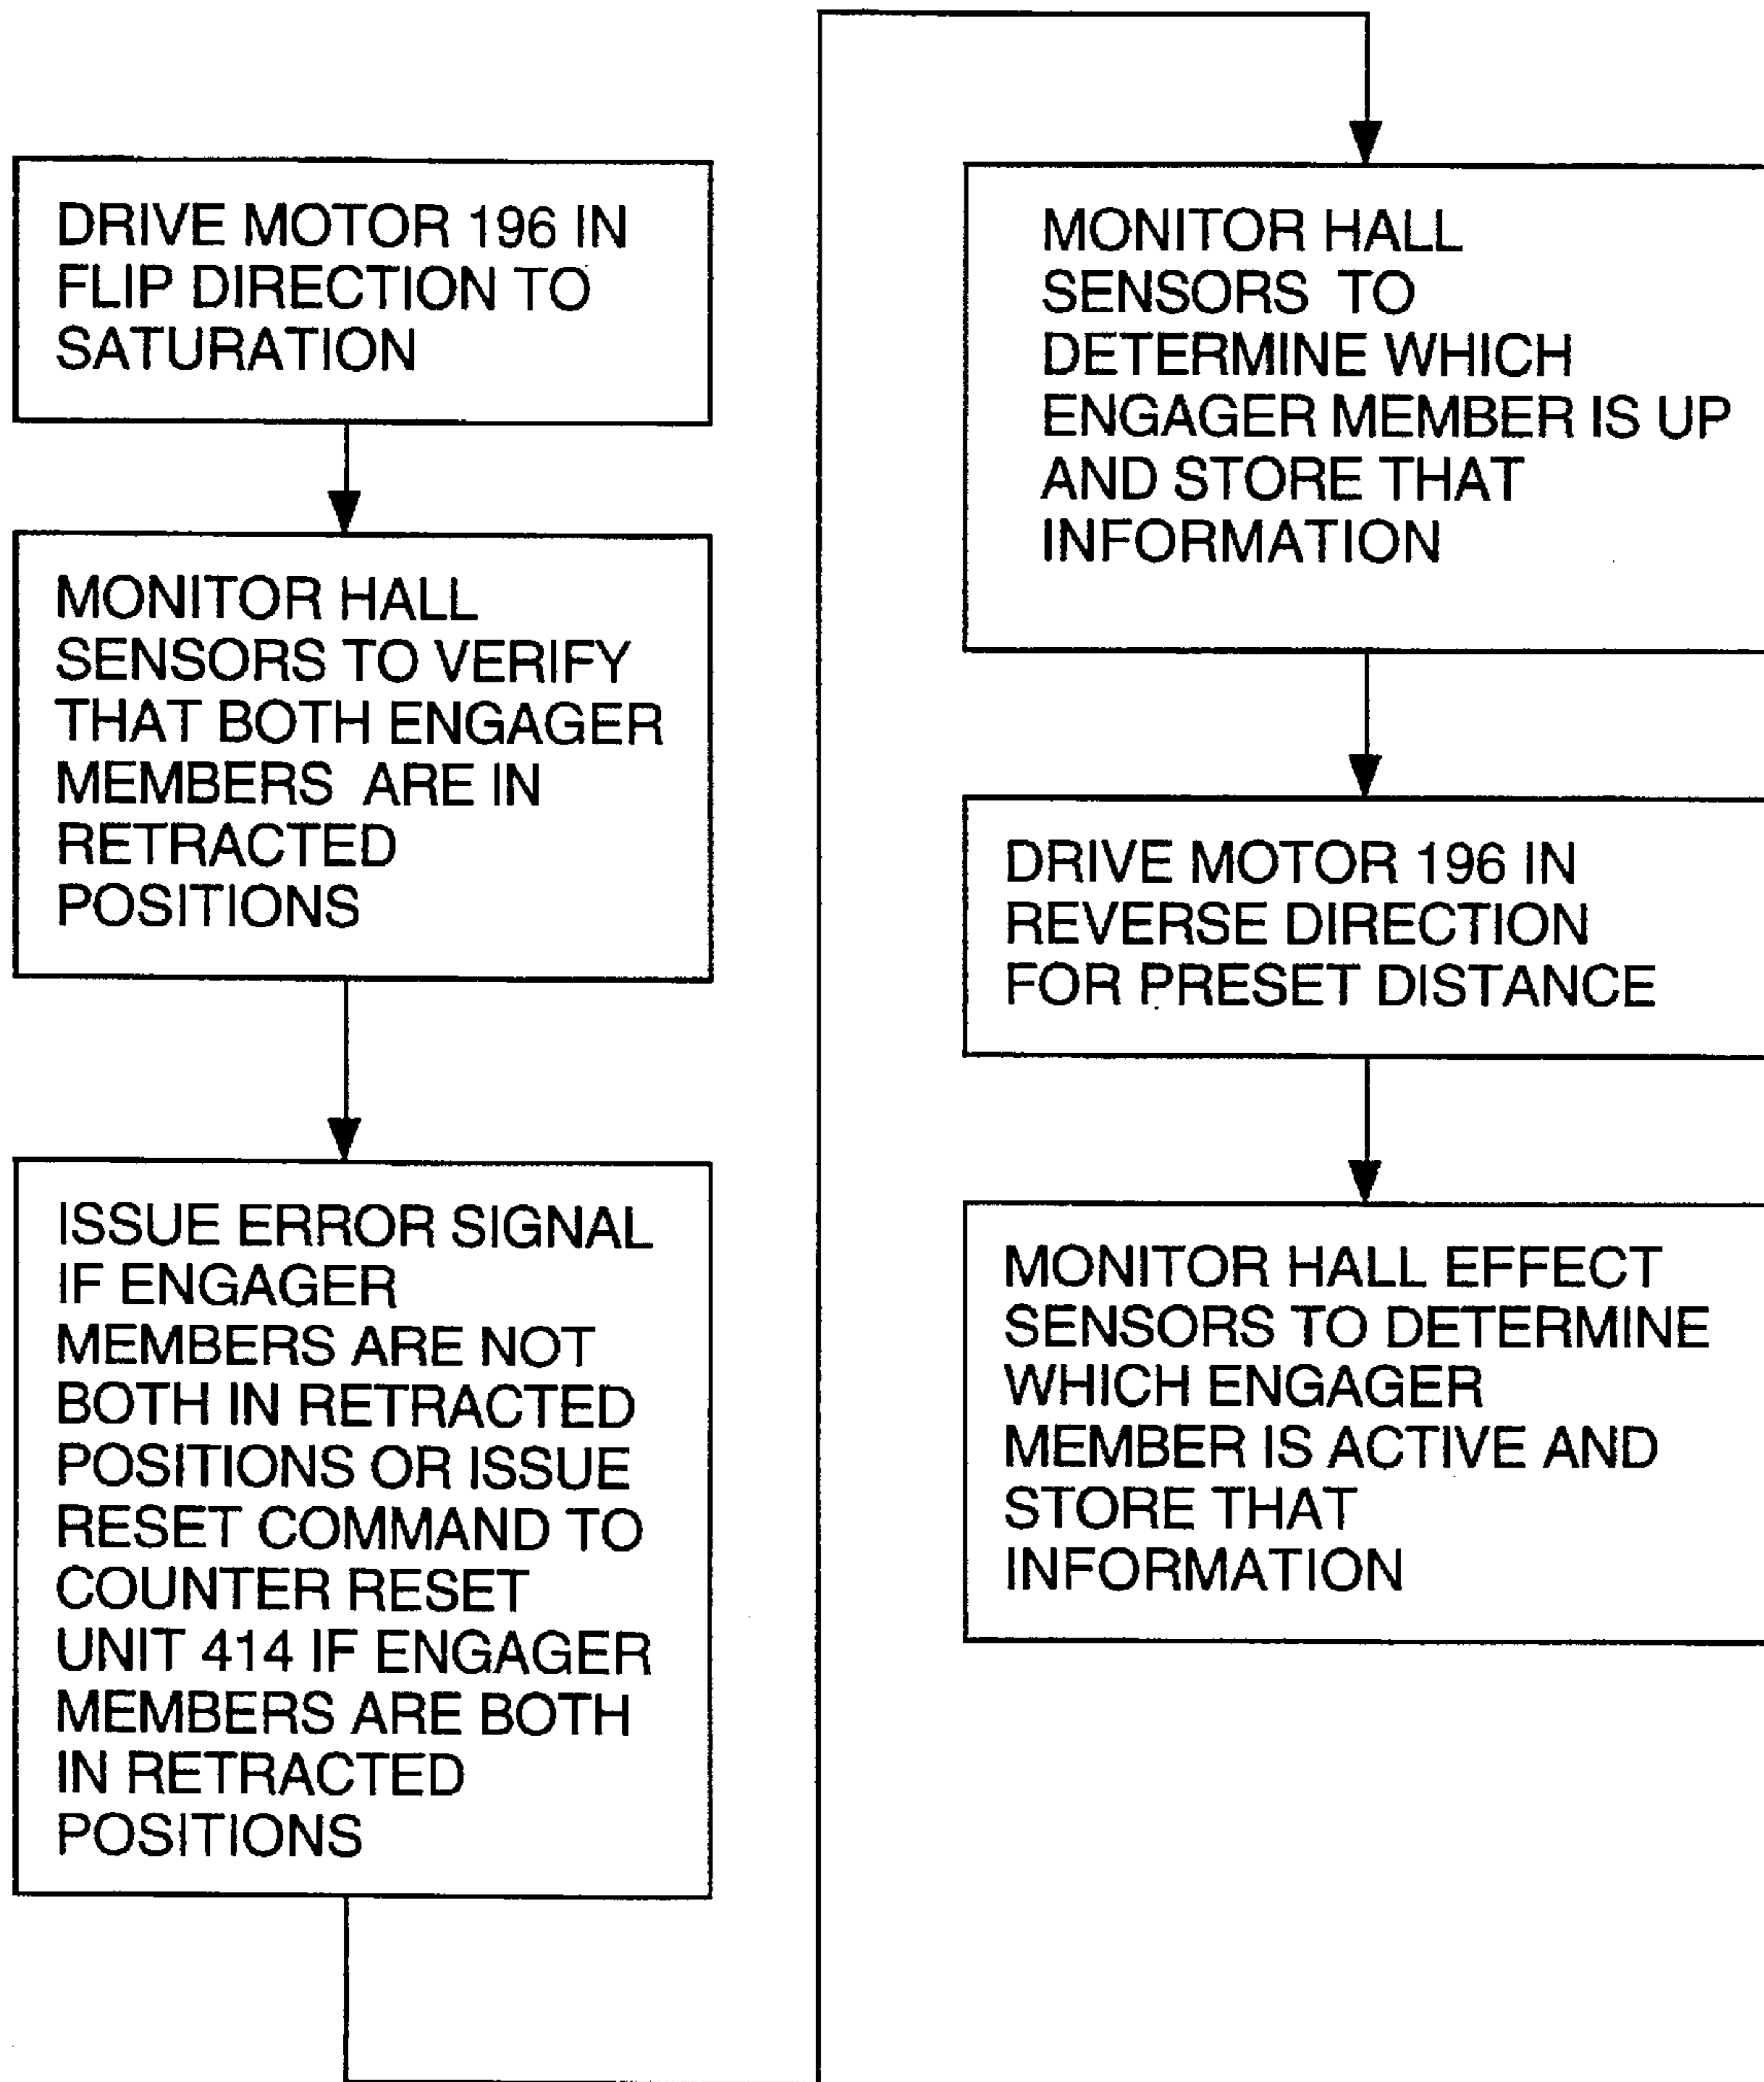 DRIVE MOTOR 196 IN
FLIP DIRECTION TO
SATURATION
MONITOR HALL
SENSORS TO VERIFY
THAT BOTH ENGAGER
MEMBERS ARE IN
RETRACTED
POSITIONS
ISSUE ERROR SIGNAL
IF ENGAGER
MEMBERS ARE NOT
BOTH IN RETRACTED
POSITIONS OR ISSUE
RESET COMMAND TO
COUNTER RESET
UNIT 414 IF ENGAGER
MEMBERS ARE BOTH
IN RETRACTED
POSITIONS
MONITOR HALL
SENSORS TO
DETERMINE WHICH
ENGAGER MEMBER IS UP
AND STORE THAT
INFORMATION
DRIVE MOTOR 196 IN
REVERSE DIRECTION
FOR PRESET DISTANCE
MONITOR HALL EFFECT
SENSORS TO DETERMINE
WHICH ENGAGER
MEMBER IS ACTIVE AND
STORE THAT
INFORMATION